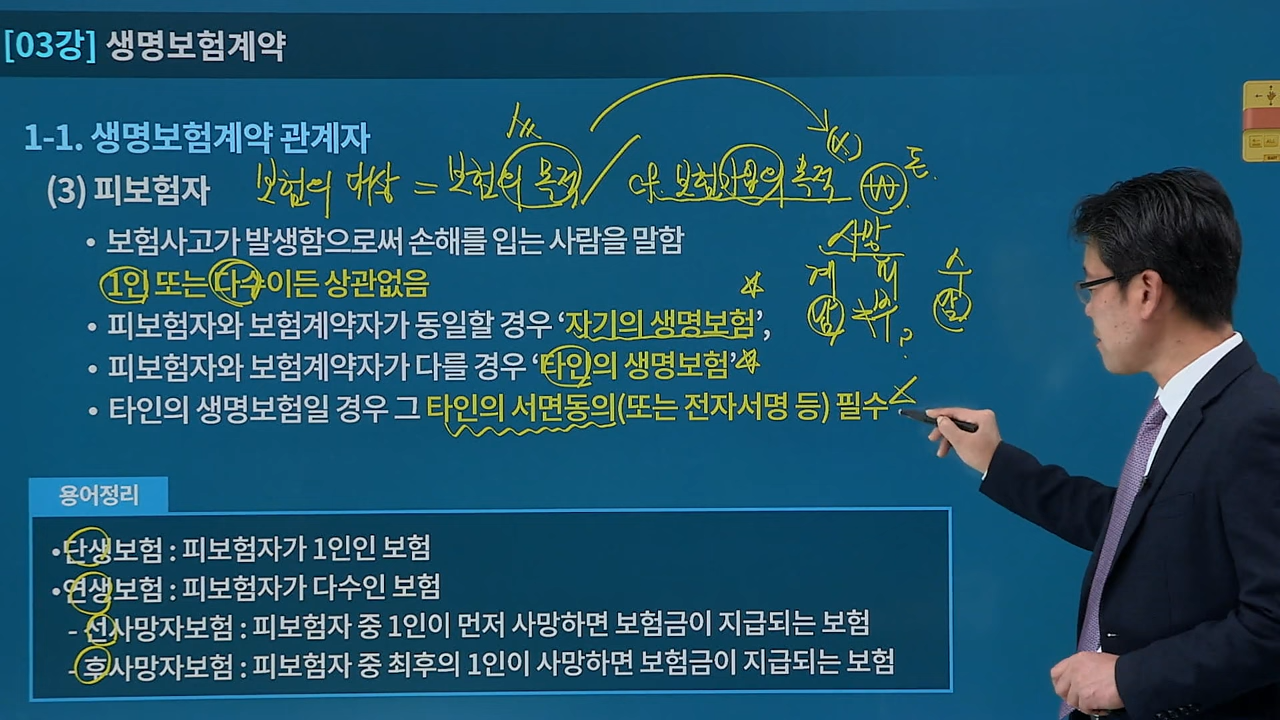 [03강] 생명보험계약
1-1. 생명보험계약 관계자
(3) 피보험자 보험의 대상 = 보험의 목적 / cf. 보험가입의 목적 ₩ 돈.
• 보험사고가 발생함으로써 손해를 입는 사람을 말함
사망
1인 또는 다수이든 상관없음
계 피 수
• 피보험자와 보험계약자가 동일할 경우 ‘자기의 생명보험’,
• 피보험자와 보험계약자가 다를 경우 ‘타인의 생명보험’
• 타인의 생명보험일 경우 그 타인의 서면동의(또는 전자서명 등) 필수
용어정리
•단생보험 : 피보험자가 1인인 보험
•연생보험 : 피보험자가 다수인 보험
- 선사망자보험 : 피보험자 중 1인이 먼저 사망하면 보험금이 지급되는 보험
- 후사망자보험 : 피보험자 중 최후의 1인이 사망하면 보험금이 지급되는 보험